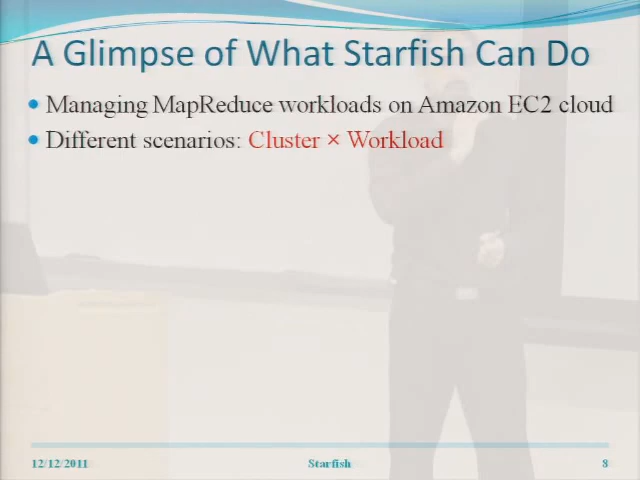 A Glimpse of What Starfish Can Do
Managing MapReduce workloads on Amazon EC2 cloud
Different scenarios: Cluster × Workload
12/12/2011 Starfish 8